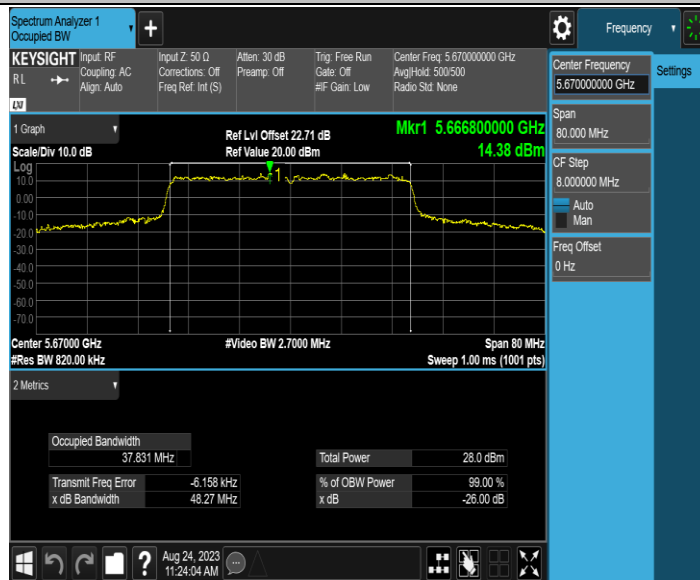 Spectrum Analyzer 1
Occupied BW
Frequency
KEYSIGHT
RL
LXI
Input: RF
Coupling: AC
Align: Auto
Input Z: 50 Ω
Corrections: Off
Freq Ref: Int (S)
Atten: 30 dB
Preamp: Off
Trig: Free Run
Gate: Off
#IF Gain: Low
Center Freq: 5.670000000 GHz
Avg|Hold: 500/500
Radio Std: None
Center Frequency
5.670000000 GHz
Settings
Span
80.000 MHz
CF Step
8.000000 MHz
Auto
Man
Freq Offset
0 Hz
1 Graph
Scale/Div 10.0 dB
Ref Lvl Offset 22.71 dB
Ref Value 20.00 dBm
Mkr1 5.666800000 GHz
14.38 dBm
Log
10.0
0.00
-10.0
-20.0
-30.0
-40.0
-50.0
-60.0
-70.0
1
Center 5.67000 GHz
#Res BW 820.00 kHz
#Video BW 2.7000 MHz
Span 80 MHz
Sweep 1.00 ms (1001 pts)
2 Metrics
Occupied Bandwidth
37.831 MHz
Total Power 28.0 dBm
Transmit Freq Error -6.158 kHz
% of OBW Power 99.00 %
x dB Bandwidth 48.27 MHz
x dB -26.00 dB
Aug 24, 2023
11:24:04 AM